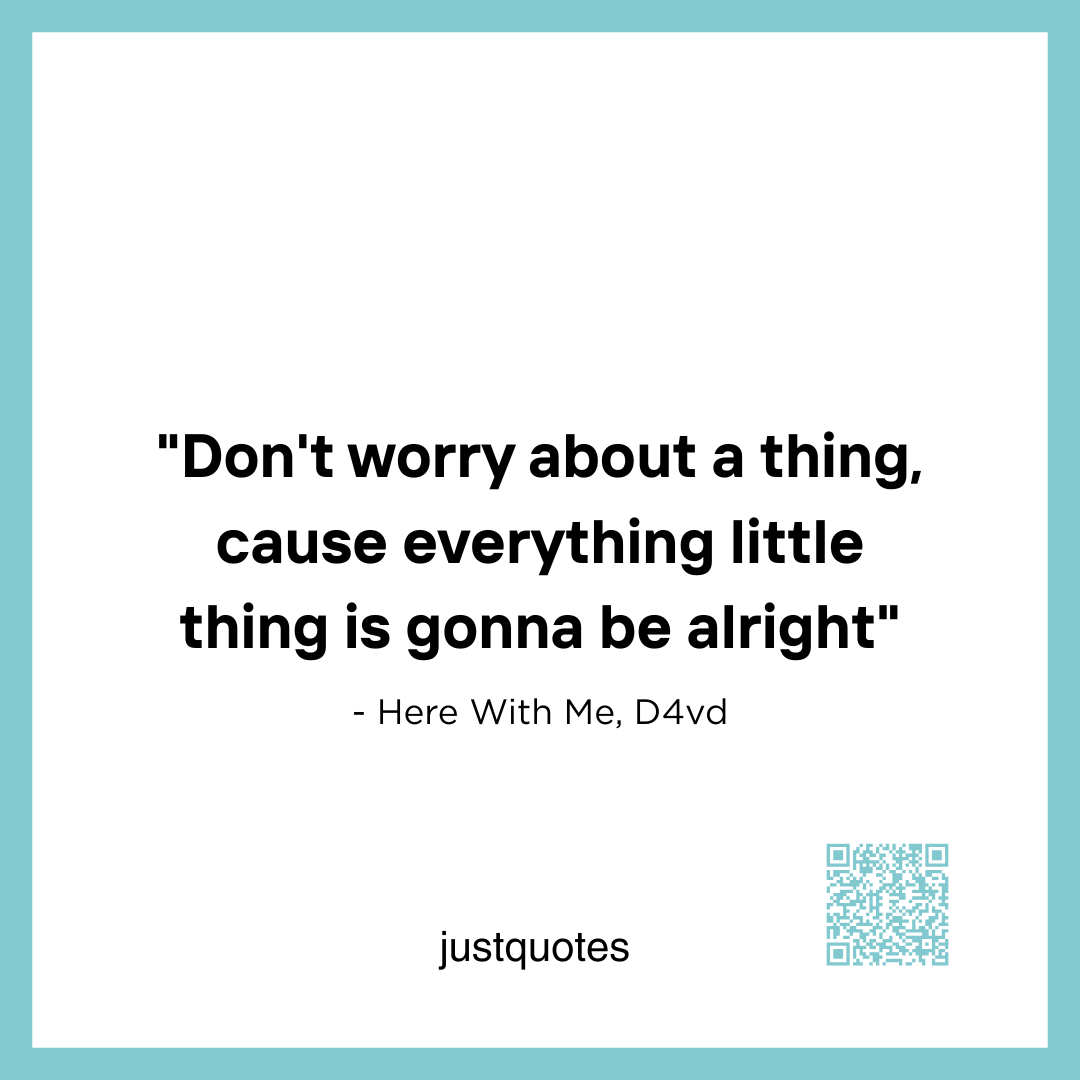 "Don't worry about a thing,
cause everything little
thing is gonna be alright"
- Here With Me, D4vd
justquotes